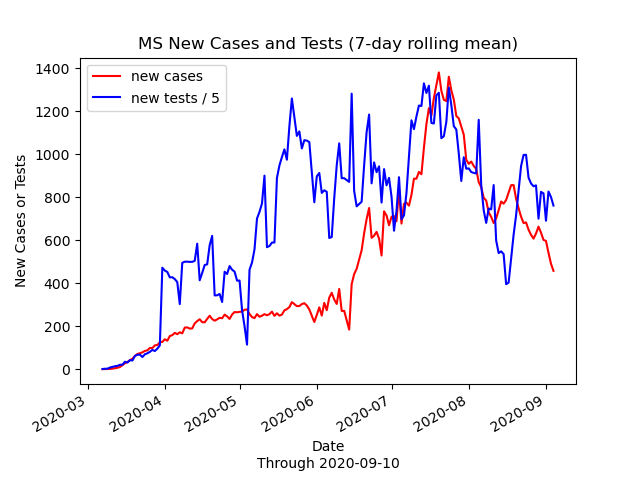 MS New Cases and Tests (7-day rolling mean)
new cases
new tests / 5
1400
1200
1000
800
600
400
200
0
New Cases or Tests
2020-03
2020-04
2020-05
2020-06
2020-07
2020-08
2020-09
Date
Through 2020-09-10